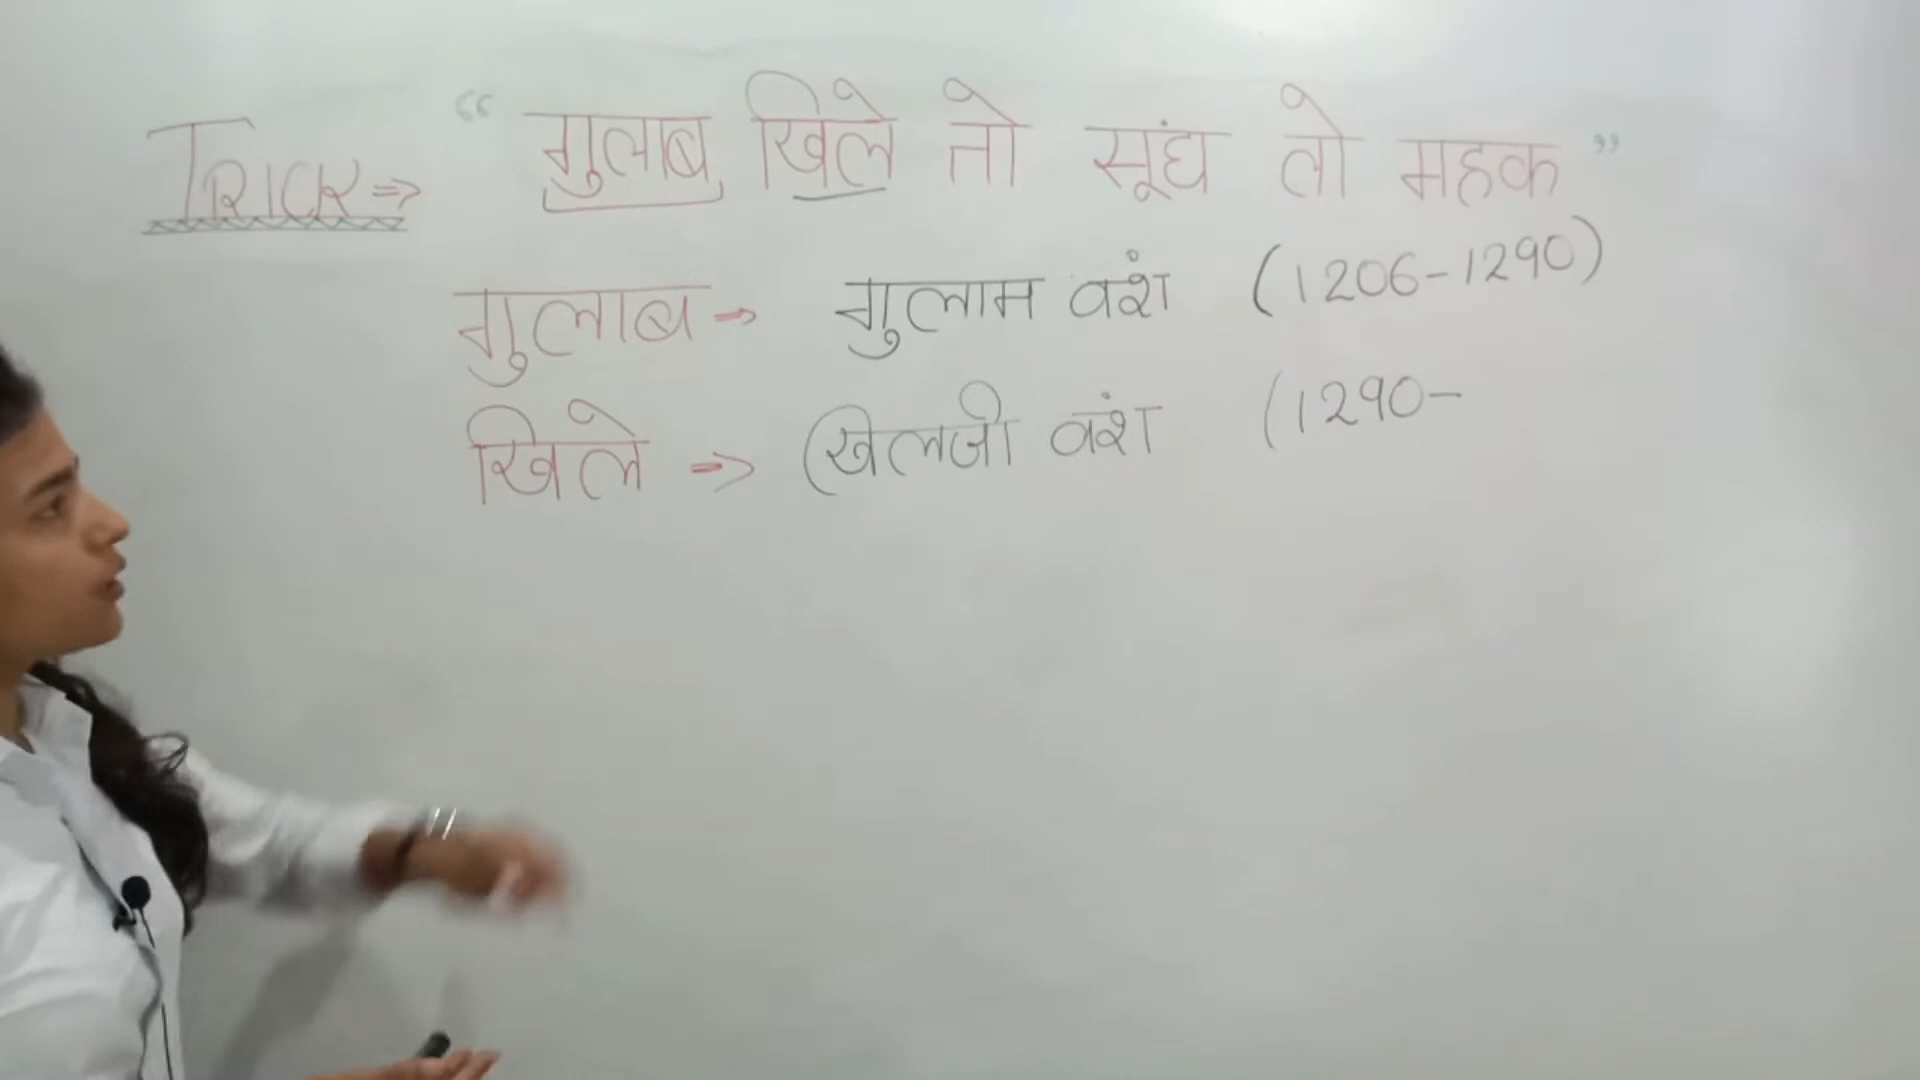 TRICK⇒ “गुलाब खिले तो सूंघ लो महक”
गुलाब → गुलाम वंश (1206-1290)
खिले → खिलजी वंश (1290-